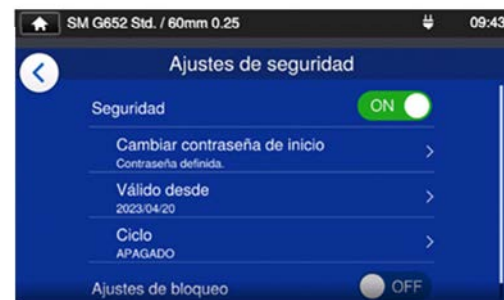 SM G652 Std. / 60mm 0.25 09:43
Ajustes de seguridad
Seguridad ON
Cambiar contraseña de inicio
Contraseña definida.
Válido desde
2023/04/20
Ciclo
APAGADO
Ajustes de bloqueo OFF